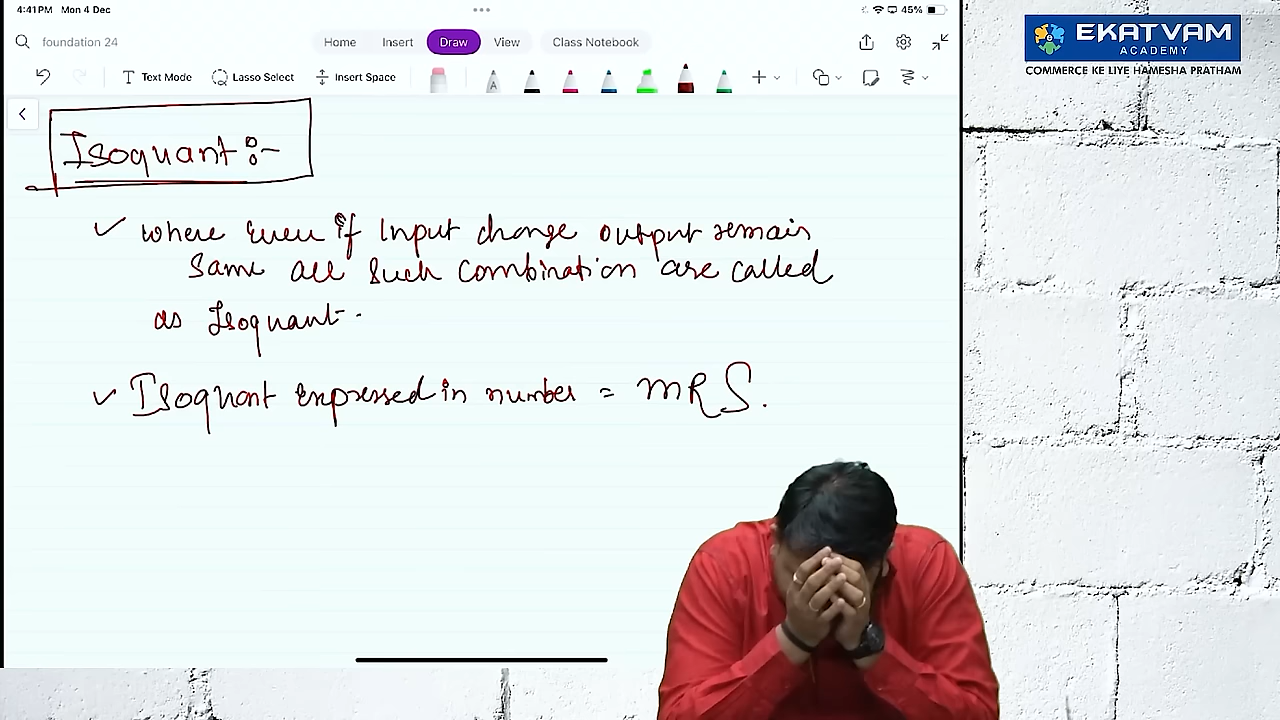 4:41PM Mon 4 Dec
45%
foundation 24
Home Insert Draw View Class Notebook
Text Mode Lasso Select Insert Space
EKATVAM
ACADEMY
COMMERCE KE LIYE HAMESHA PRATHAM
Isoquant :-
✓ where even if Input change output remain
same all such combination are called
as Isoquant.
✓ Isoquant expressed in number = MRS.